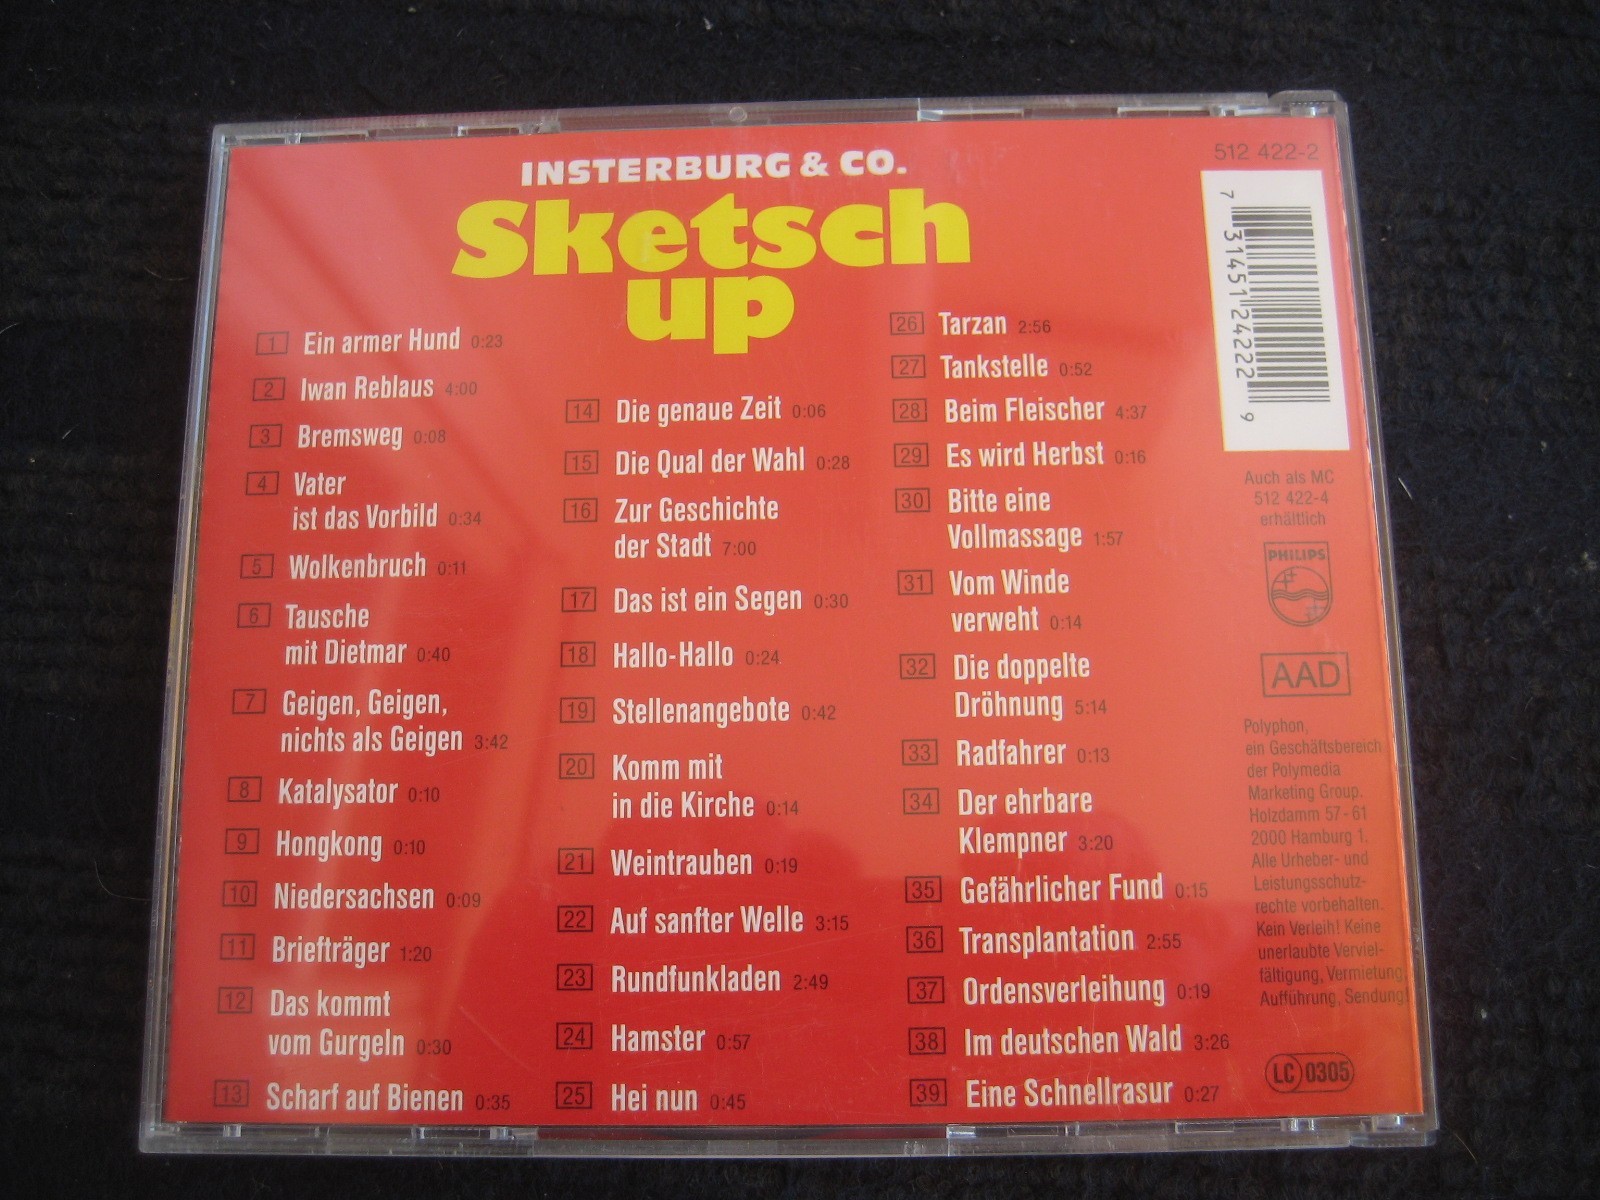 INSTERBURG & CO.
Sketsch
up
1 Ein armer Hund 0:23
2 Iwan Reblaus 4:00
3 Bremsweg 0:08
4 Vater
ist das Vorbild 0:34
5 Wolkenbruch 0:11
6 Tausche
mit Dietmar 0:40
7 Geigen, Geigen,
nichts als Geigen 3:42
8 Katalysator 0:10
9 Hongkong 0:10
10 Niedersachsen 0:09
11 Briefträger 1:20
12 Das kommt
vom Gurgeln 0:30
13 Scharf auf Bienen 0:35
14 Die genaue Zeit 0:06
15 Die Qual der Wahl 0:28
16 Zur Geschichte
der Stadt 7:00
17 Das ist ein Segen 0:30
18 Hallo-Hallo 0:24
19 Stellenangebote 0:42
20 Komm mit
in die Kirche 0:14
21 Weintrauben 0:19
22 Auf sanfter Welle 3:15
23 Rundfunkladen 2:49
24 Hamster 0:57
25 Hei nun 0:45
26 Tarzan 2:56
27 Tankstelle 0:52
28 Beim Fleischer 4:37
29 Es wird Herbst 0:16
30 Bitte eine
Vollmassage 1:57
31 Vom Winde
verweht 0:14
32 Die doppelte
Dröhnung 5:14
33 Radfahrer 0:13
34 Der ehrbare
Klempner 3:20
35 Gefährlicher Fund 0:15
36 Transplantation 2:55
37 Ordensverleihung 0:19
38 Im deutschen Wald 3:26
39 Eine Schnellrasur 0:27
512 422-2
7 31451 24222 9
Auch als MC
512 422-4
erhältlich
PHILIPS
AAD
Polyphon,
ein Geschäftsbereich
der Polymedia
Marketing Group.
Holzdamm 57-61
2000 Hamburg 1.
Alle Urheber- und
Leistungsschutz-
rechte vorbehalten.
Kein Verleih! Keine
unerlaubte Verviel-
fältigung, Vermietung,
Aufführung, Sendung!
LC 0305